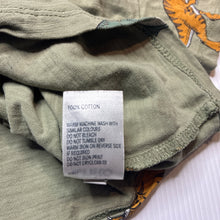 100% COTTON
WARM MACHINE WASH WITH
SIMILAR COLOURS
DO NOT BLEACH
DO NOT TUMBLE DRY
WARM IRON ON REVERSE SIDE
IF REQUIRED
DO NOT IRON PRINT
DO NOT DRYCLEAN